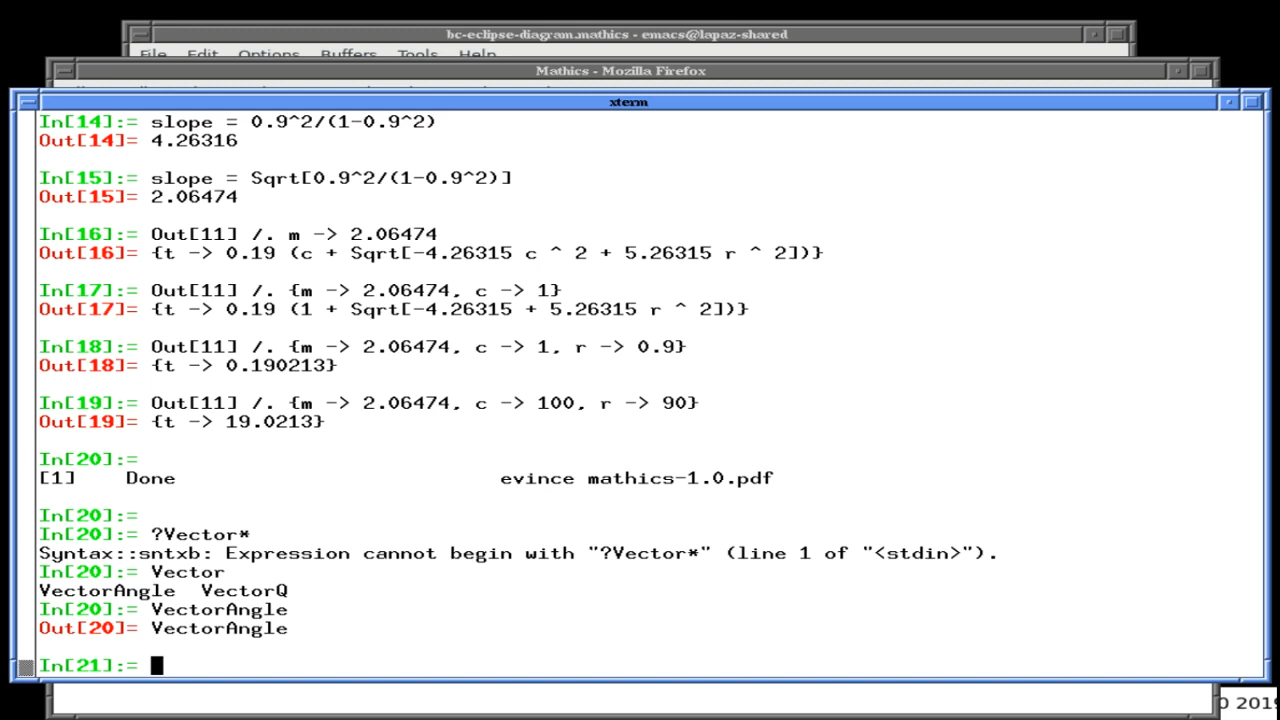 bc-eclipse-diagram.mathics - emacs@lapaz-shared
File Edit Options Buffers Tools Help
Mathics - Mozilla Firefox
xterm
In[14]:= slope = 0.9^2/(1-0.9^2)
Out[14]= 4.26316
In[15]:= slope = Sqrt[0.9^2/(1-0.9^2)]
Out[15]= 2.06474
In[16]:= Out[11] /. m -> 2.06474
Out[16]= {t -> 0.19 (c + Sqrt[-4.26315 c ^ 2 + 5.26315 r ^ 2])}
In[17]:= Out[11] /. {m -> 2.06474, c -> 1}
Out[17]= {t -> 0.19 (1 + Sqrt[-4.26315 + 5.26315 r ^ 2])}
In[18]:= Out[11] /. {m -> 2.06474, c -> 1, r -> 0.9}
Out[18]= {t -> 0.190213}
In[19]:= Out[11] /. {m -> 2.06474, c -> 100, r -> 90}
Out[19]= {t -> 19.0213}
In[20]:=
[1] Done evince mathics-1.0.pdf
In[20]:=
In[20]:= ?Vector*
Syntax::sntxb: Expression cannot begin with "?Vector*" (line 1 of "<stdin>").
In[20]:= Vector
VectorAngle VectorQ
In[20]:= VectorAngle
Out[20]= VectorAngle
In[21]:=